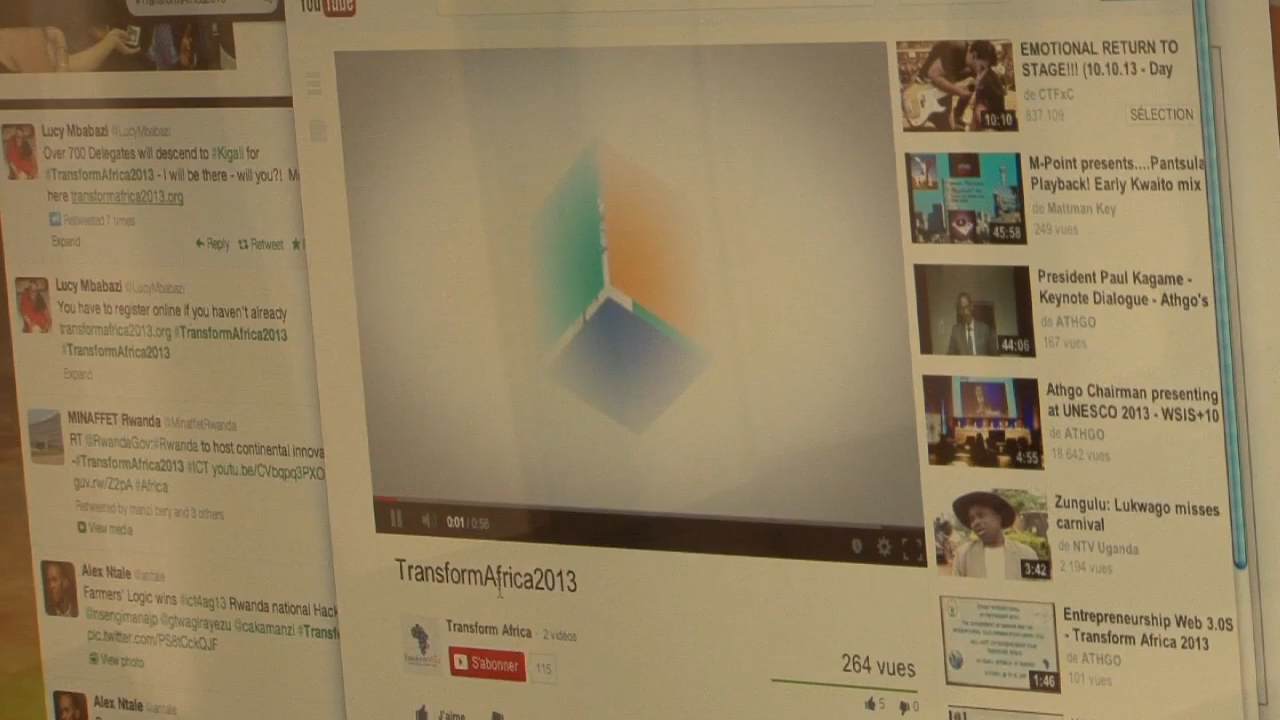 YouTube
Lucy Mbabazi @LucyMbabazi
Over 700 Delegates will descend to #Kigali for
#TransformAfrica2013 - I will be there - will you?!
here transformafrica2013.org
Retweeted 7 times
Expand
Reply Retweet
Lucy Mbabazi @LucyMbabazi
You have to register online if you haven't already
transformafrica2013.org #TransformAfrica2013
#TransformAfrica2013
Expand
MINAFFET Rwanda @MinaffetRwanda
RT @RwandaGov:#Rwanda to host continental innova
-#TransformAfrica2013 #ICT youtu.be/CVbqpq3PXO
guv.rw/Z2pA #Africa
Retweeted by manzi bery and 3 others
View media
Alex Ntale @antale
Farmers' Logic wins #ict4ag13 Rwanda national Hack
@nsengimanajp @gtwagirayezu @cakamanzi #Transf
pic.twitter.com/PS8tCckQJF
View photo
Alex Ntale @antale
0:01 / 0:56
TransformAfrica2013
Transform Africa · 2 vidéos
S'abonner 115
264 vues
5 0
J'aime
EMOTIONAL RETURN TO
STAGE!!! (10.10.13 - Day
de CTFxC
837 109
SÉLECTION
10:10
M-Point presents....Pantsula
Playback! Early Kwaito mix
de Mattman Key
249 vues
45:58
President Paul Kagame -
Keynote Dialogue - Athgo's
de ATHGO
167 vues
44:06
Athgo Chairman presenting
at UNESCO 2013 - WSIS+10
de ATHGO
18 642 vues
4:55
Zungulu: Lukwago misses
carnival
de NTV Uganda
2 194 vues
3:42
Entrepreneurship Web 3.0S
- Transform Africa 2013
de ATHGO
101 vues
1:46